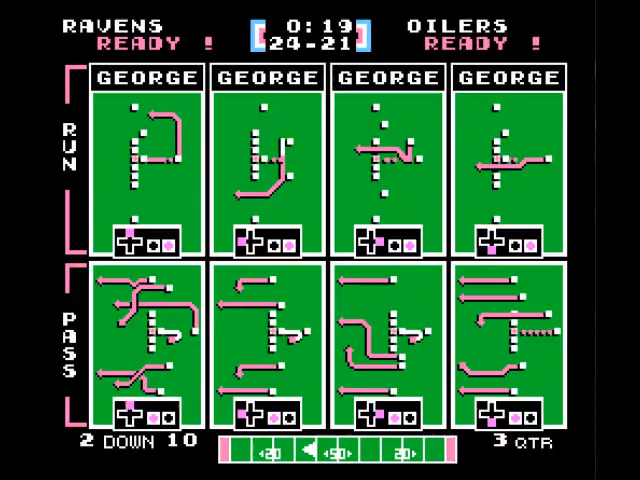 RAVENS 0:19 OILERS
READY ! 24-21 READY !
GEORGE GEORGE GEORGE GEORGE
RUN
PASS
2 DOWN 10 3 QTR
20 50 20